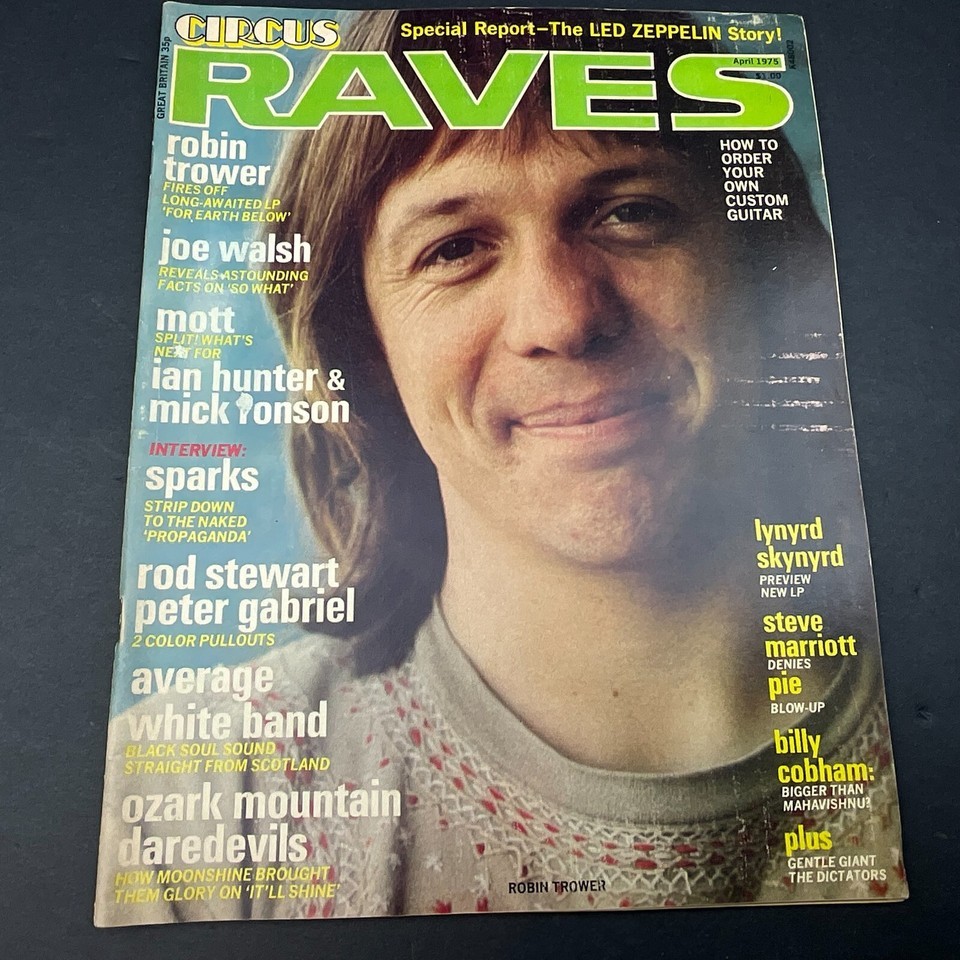 CIRCUS
Special Report-The LED ZEPPELIN Story!
GREAT BRITAIN 35p
RAVES
April 1975
$1.00
robin
trower
FIRES OFF
LONG-AWAITED LP
'FOR EARTH BELOW'
joe walsh
REVEALS ASTOUNDING
FACTS ON 'SO WHAT'
mott
SPLIT! WHAT'S
NEXT FOR
ian hunter &
mick ronson
INTERVIEW:
sparks
STRIP DOWN
TO THE NAKED
'PROPAGANDA'
rod stewart
peter gabriel
2 COLOR PULLOUTS
average
white band
BLACK SOUL SOUND
STRAIGHT FROM SCOTLAND
ozark mountain
daredevils
HOW MOONSHINE BROUGHT
THEM GLORY ON 'IT'LL SHINE'
HOW TO
ORDER
YOUR
OWN
CUSTOM
GUITAR
lynyrd
skynyrd
PREVIEW
NEW LP
steve
marriott
DENIES
pie
BLOW-UP
billy
cobham:
BIGGER THAN
MAHAVISHNU?
plus
GENTLE GIANT
THE DICTATORS
ROBIN TROWER